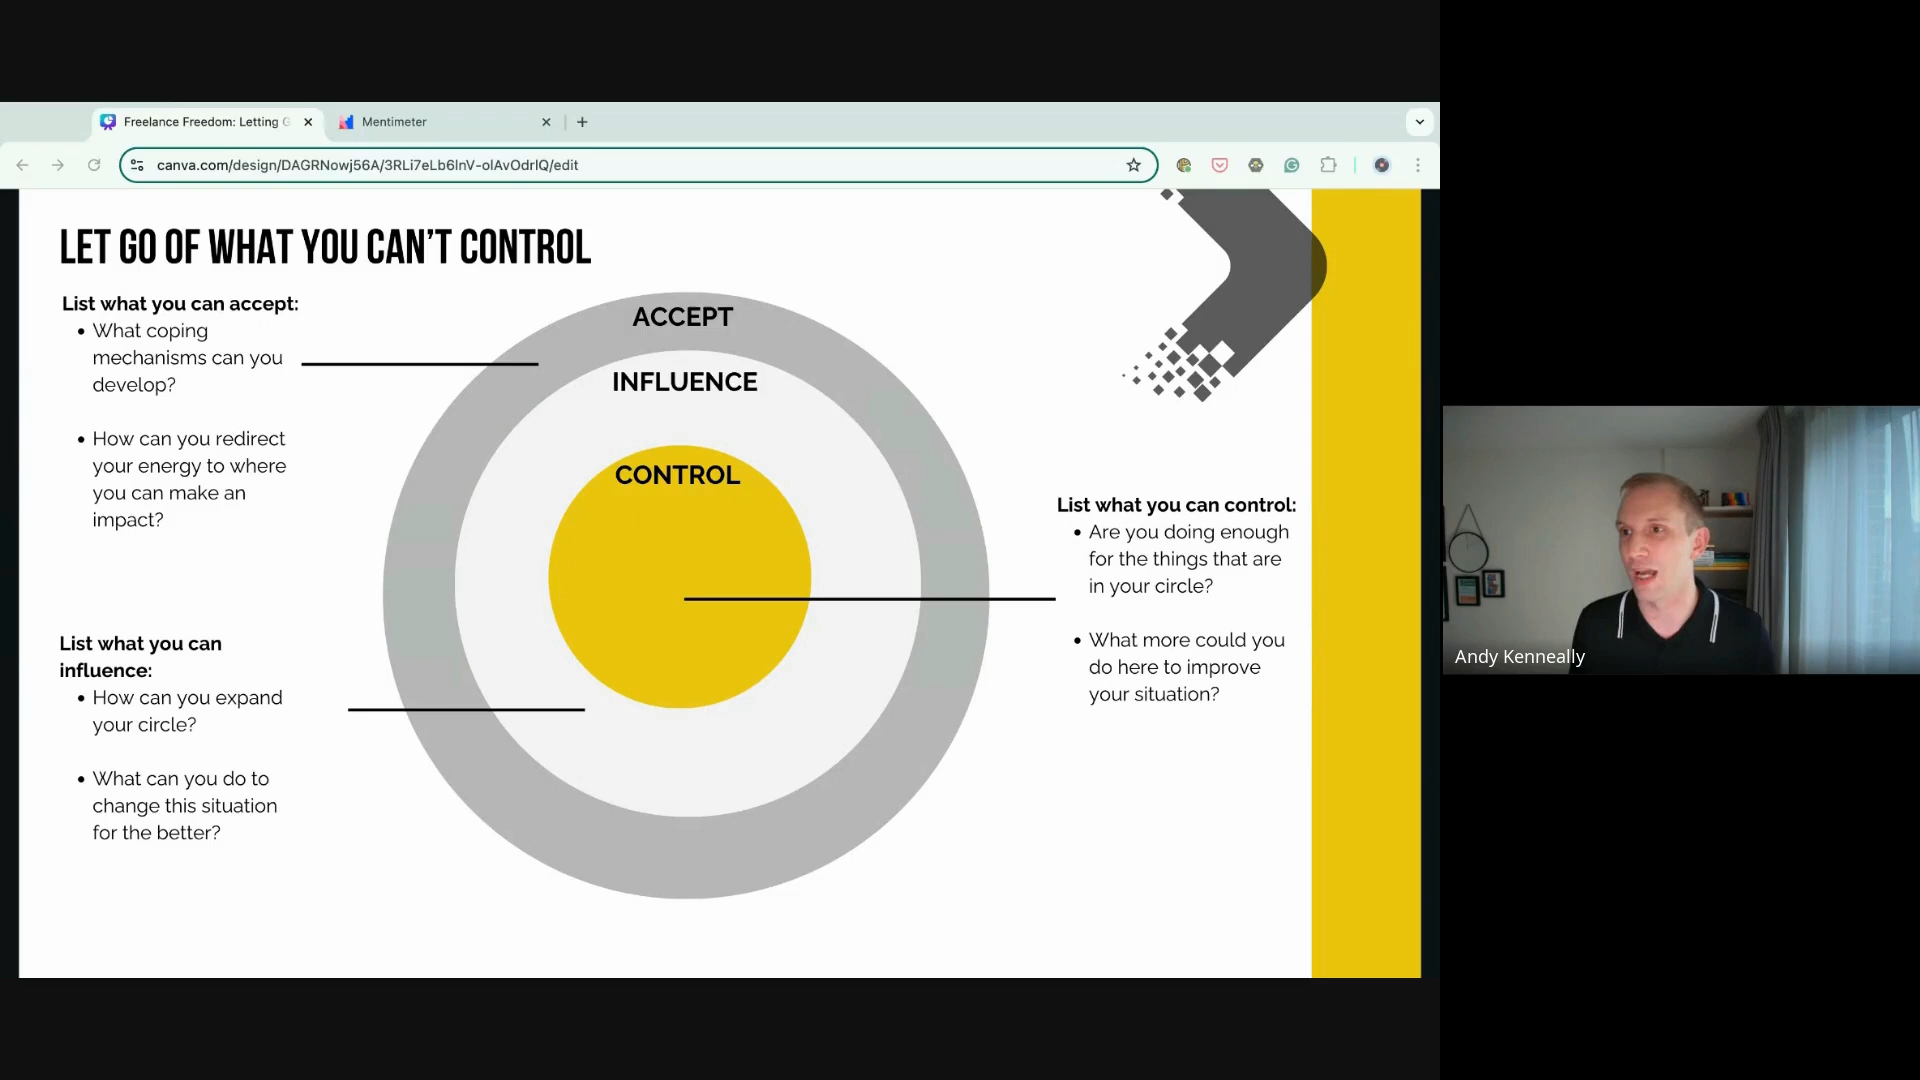 Freelance Freedom: Letting G
Mentimeter
canva.com/design/DAGRNowj56A/3RLi7eLb6InV-oIAvOdrIQ/edit
LET GO OF WHAT YOU CAN'T CONTROL
List what you can accept:
• What coping
mechanisms can you
develop?
• How can you redirect
your energy to where
you can make an
impact?
List what you can
influence:
• How can you expand
your circle?
• What can you do to
change this situation
for the better?
ACCEPT
INFLUENCE
CONTROL
List what you can control:
• Are you doing enough
for the things that are
in your circle?
• What more could you
do here to improve
your situation?
Andy Kenneally